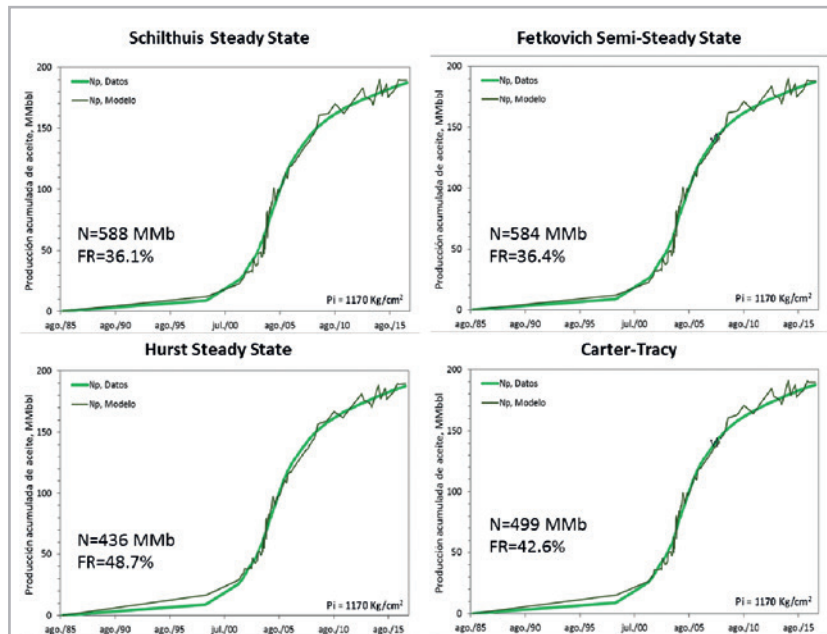 Schilthuis Steady State
Producción acumulada de aceite, MMbbl
200
150
100
50
0
Np, Datos
Np, Modelo
N=588 MMb
FR=36.1%
Pi = 1170 Kg/cm²
ago./85 ago./90 ago./95 jul./00 ago./05 ago./10 ago./15
Fetkovich Semi-Steady State
Producción acumulada de aceite, MMbbl
200
150
100
50
0
Np, Datos
Np, Modelo
N=584 MMb
FR=36.4%
Pi = 1170 Kg/cm²
ago./85 ago./90 ago./95 jul./00 ago./05 ago./10 ago./15
Hurst Steady State
Producción acumulada de aceite, MMbbl
200
150
100
50
0
Np, Datos
Np, Modelo
N=436 MMb
FR=48.7%
Pi = 1170 Kg/cm²
ago./85 ago./90 ago./95 jul./00 ago./05 ago./10 ago./15
Carter-Tracy
Producción acumulada de aceite, MMbbl
200
150
100
50
0
Np, Datos
Np, Modelo
N=499 MMb
FR=42.6%
Pi = 1170 Kg/cm²
ago./85 ago./90 ago./95 jul./00 ago./05 ago./10 ago./15